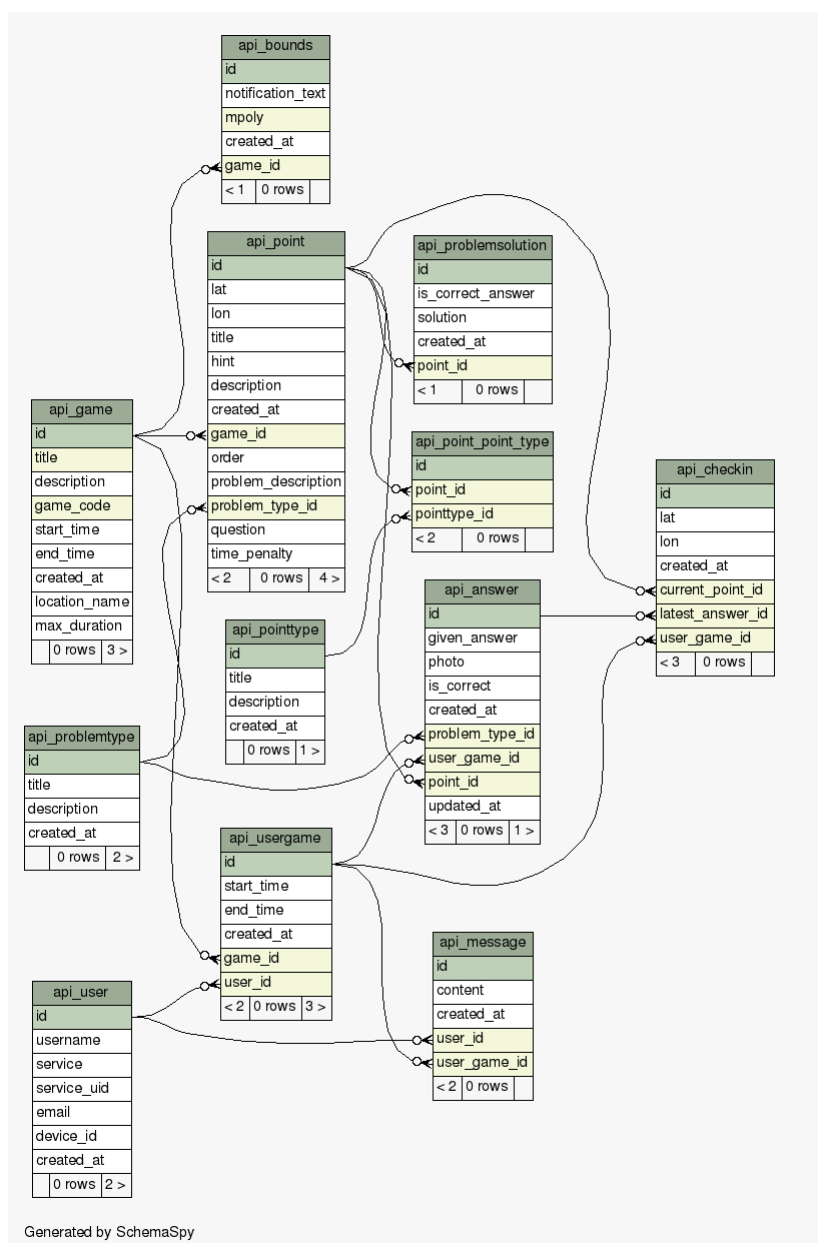 api_bounds
id
notification_text
mpoly
created_at
game_id
< 1 0 rows
api_point
id
lat
lon
title
hint
description
created_at
game_id
order
problem_description
problem_type_id
question
time_penalty
< 2 0 rows 4 >
api_problemsolution
id
is_correct_answer
solution
created_at
point_id
< 1 0 rows
api_game
id
title
description
game_code
start_time
end_time
created_at
location_name
max_duration
0 rows 3 >
api_point_point_type
id
point_id
pointtype_id
< 2 0 rows
api_checkin
id
lat
lon
created_at
current_point_id
latest_answer_id
user_game_id
< 3 0 rows
api_pointtype
id
title
description
created_at
0 rows 1 >
api_answer
id
given_answer
photo
is_correct
created_at
problem_type_id
user_game_id
point_id
updated_at
< 3 0 rows 1 >
api_problemtype
id
title
description
created_at
0 rows 2 >
api_usergame
id
start_time
end_time
created_at
game_id
user_id
< 2 0 rows 3 >
api_message
id
content
created_at
user_id
user_game_id
< 2 0 rows
api_user
id
username
service
service_uid
email
device_id
created_at
0 rows 2 >
Generated by SchemaSpy